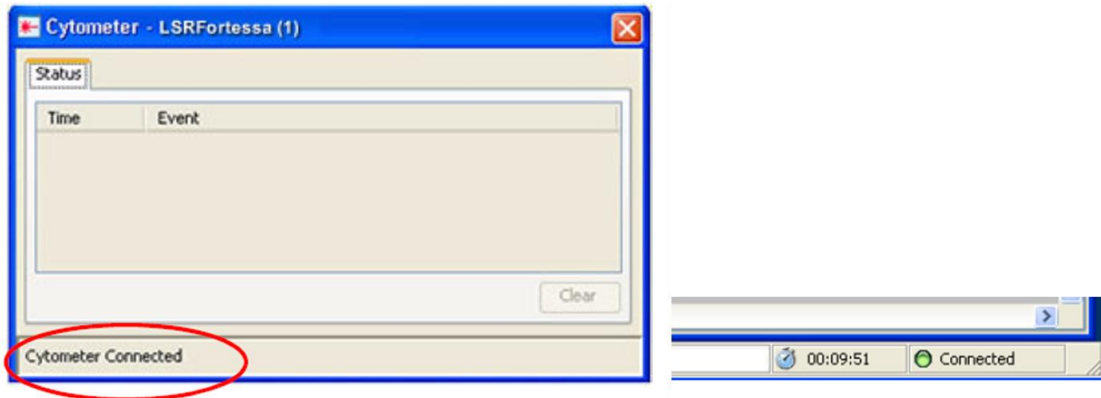 Cytometer - LSRFortessa (1)
Status
Time Event
Clear
Cytometer Connected
00:09:51 Connected